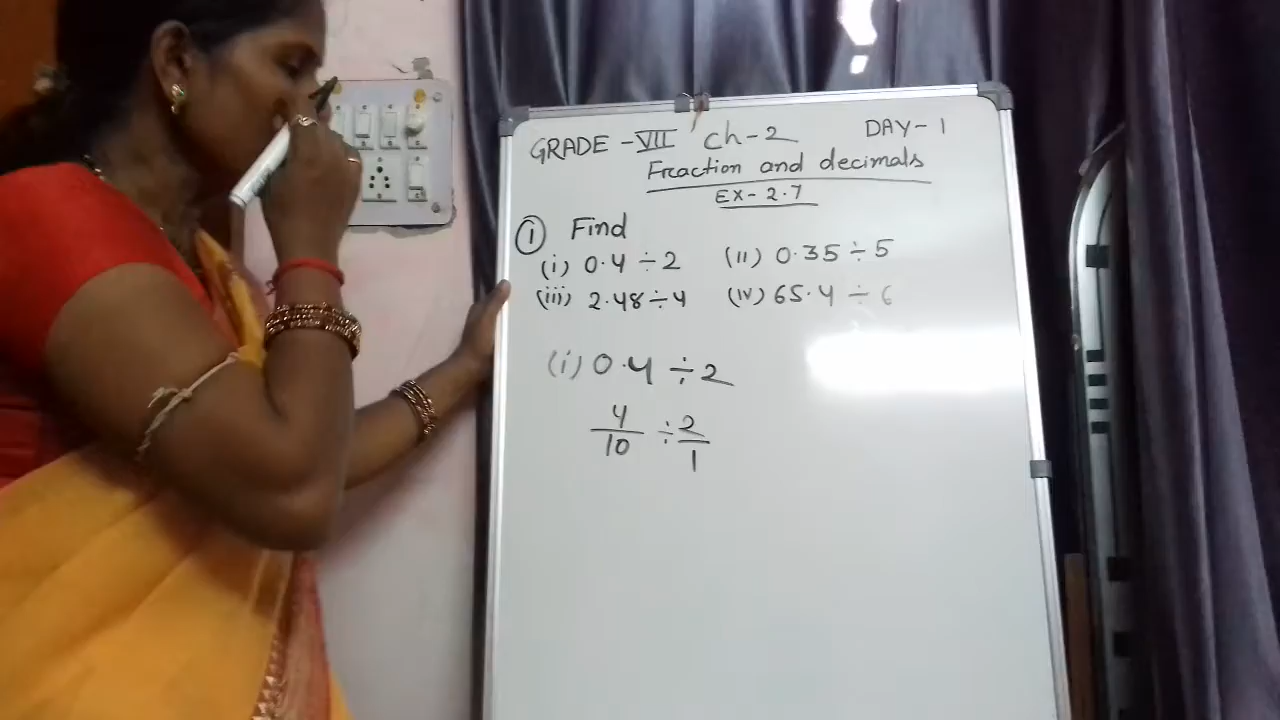 GRADE - VII Ch - 2 DAY - 1
Fraction and decimals
EX - 2.7
① Find
(i) 0.4 ÷ 2 (II) 0.35 ÷ 5
(iii) 2.48 ÷ 4 (IV) 65.4 ÷ 6
(i) 0.4 ÷ 2
4/10 ÷ 2/1